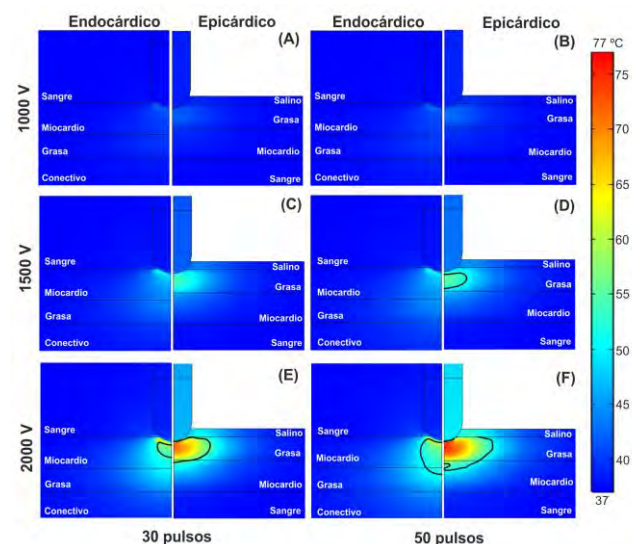 Endocárdico Epicárdico Endocárdico Epicárdico
(A) (B)
77 ºC
75
70
65
60
55
50
45
40
37
1000 V
Sangre Salino Sangre Salino
Grasa Grasa
Miocardio Miocardio
Grasa Miocardio Grasa Miocardio
Conectivo Sangre Conectivo Sangre
(C) (D)
1500 V
Sangre Salino Sangre Salino
Grasa Grasa
Miocardio Miocardio
Grasa Miocardio Grasa Miocardio
Conectivo Sangre Conectivo Sangre
(E) (F)
2000 V
Sangre Salino Sangre Salino
Grasa Grasa
Miocardio Miocardio
Grasa Miocardio Grasa Miocardio
Conectivo Sangre Conectivo Sangre
30 pulsos 50 pulsos